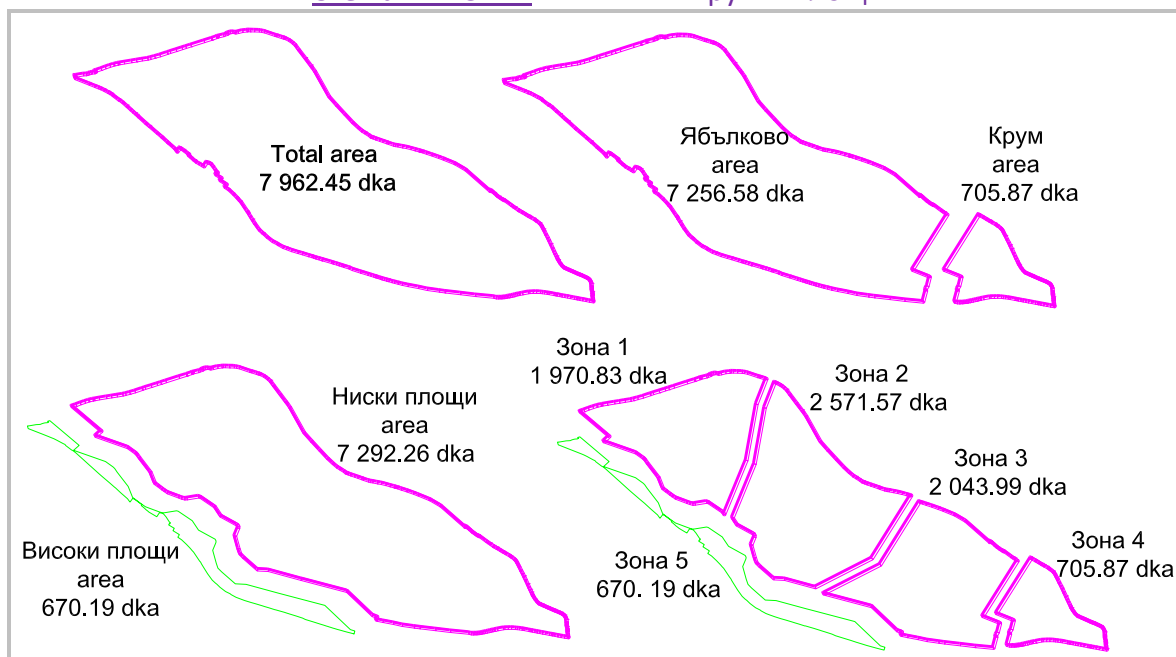 Total area
7 962.45 dka
Ябълково
area
7 256.58 dka
Крум
area
705.87 dka
Ниски площи
area
7 292.26 dka
Високи площи
area
670.19 dka
Зона 1
1 970.83 dka
Зона 2
2 571.57 dka
Зона 3
2 043.99 dka
Зона 4
705.87 dka
Зона 5
670. 19 dka